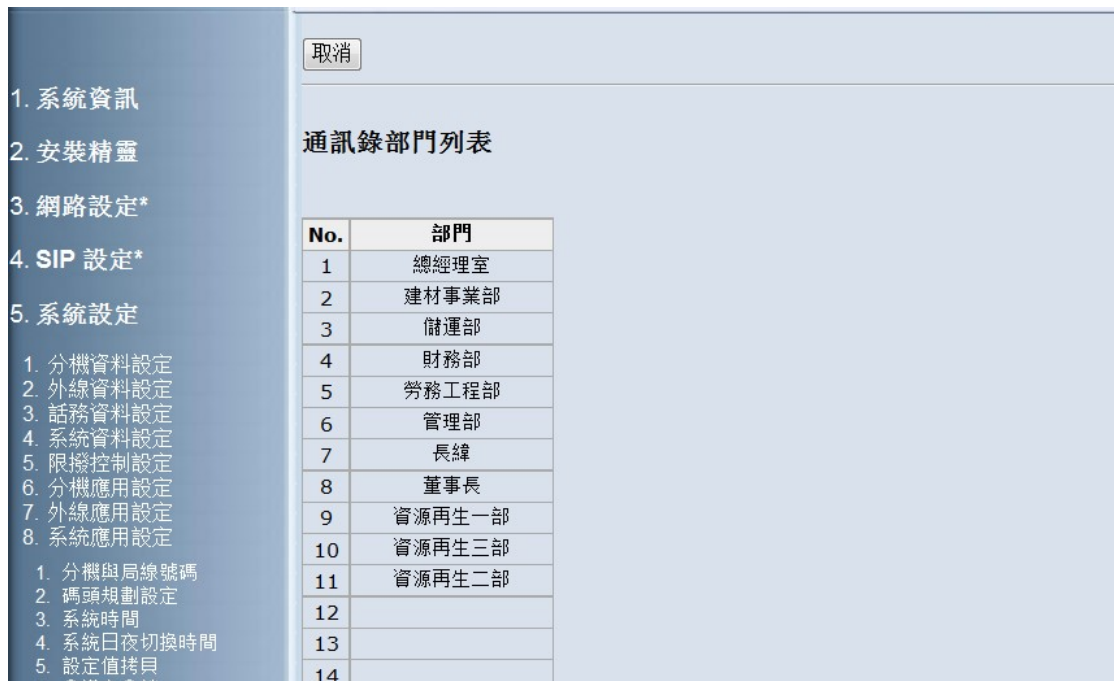 1. 系統資訊
2. 安裝精靈
3. 網路設定*
4. SIP 設定*
5. 系統設定
1. 分機資料設定
2. 外線資料設定
3. 話務資料設定
4. 系統資料設定
5. 限撥控制設定
6. 分機應用設定
7. 外線應用設定
8. 系統應用設定
1. 分機與局線號碼
2. 碼頭規劃設定
3. 系統時間
4. 系統日夜切換時間
5. 設定值拷貝
取消
通訊錄部門列表
No. 部門
1 總經理室
2 建材事業部
3 儲運部
4 財務部
5 勞務工程部
6 管理部
7 長緯
8 董事長
9 資源再生一部
10 資源再生三部
11 資源再生二部
12
13
14